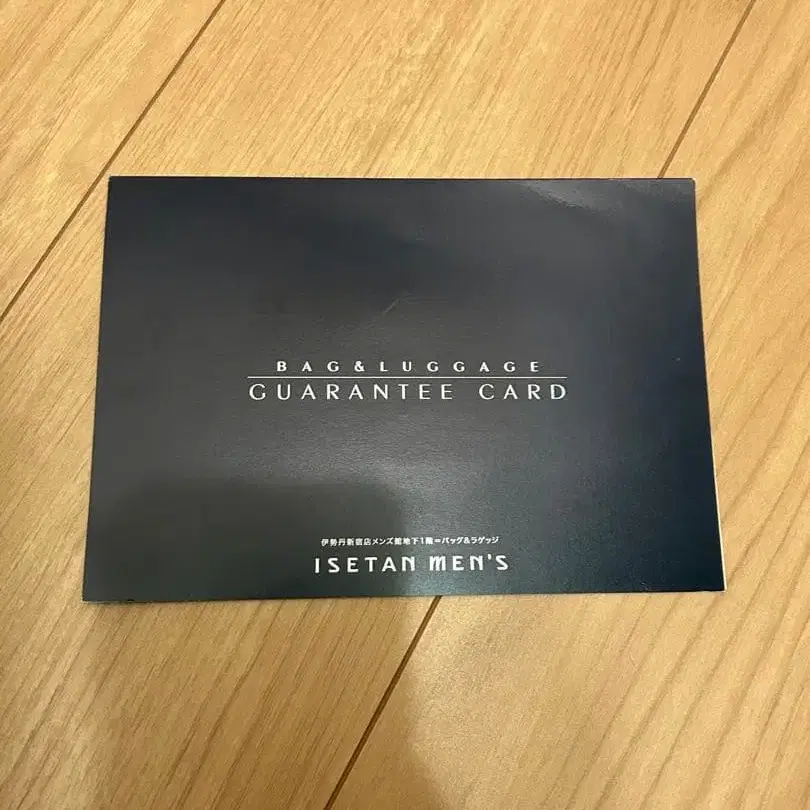 BAG&LUGGAGE
GUARANTEE CARD
伊勢丹新宿店メンズ館地下1階=バッグ&ラゲッジ
ISETAN MEN'S